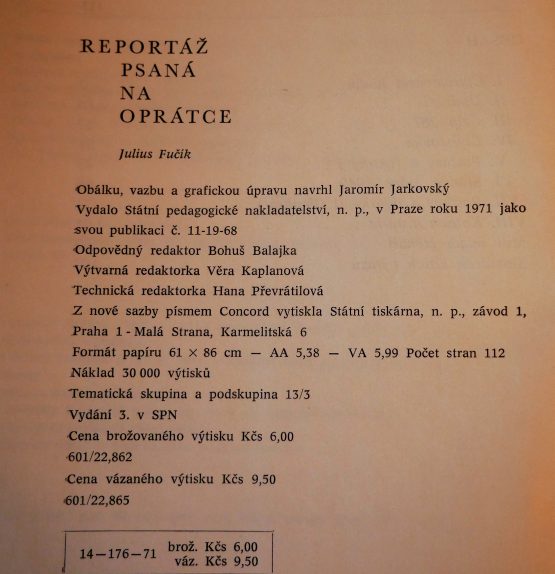 REPORTÁŽ
PSANÁ
NA
OPRÁTCE
Julius Fučík
Obálku, vazbu a grafickou úpravu navrhl Jaromír Jarkovský
Vydalo Státní pedagogické nakladatelství, n. p., v Praze roku 1971 jako
svou publikaci č. 11-19-68
Odpovědný redaktor Bohuš Balajka
Výtvarná redaktorka Věra Kaplanová
Technická redaktorka Hana Převrátilová
Z nové sazby písmem Concord vytiskla Státní tiskárna, n. p., závod 1,
Praha 1 - Malá Strana, Karmelitská 6
Formát papíru 61 × 86 cm — AA 5,38 — VA 5,99 Počet stran 112
Náklad 30 000 výtisků
Tematická skupina a podskupina 13/3
Vydání 3. v SPN
Cena brožovaného výtisku Kčs 6,00
601/22,862
Cena vázaného výtisku Kčs 9,50
601/22,865
14—176—71 brož. Kčs 6,00
váz. Kčs 9,50